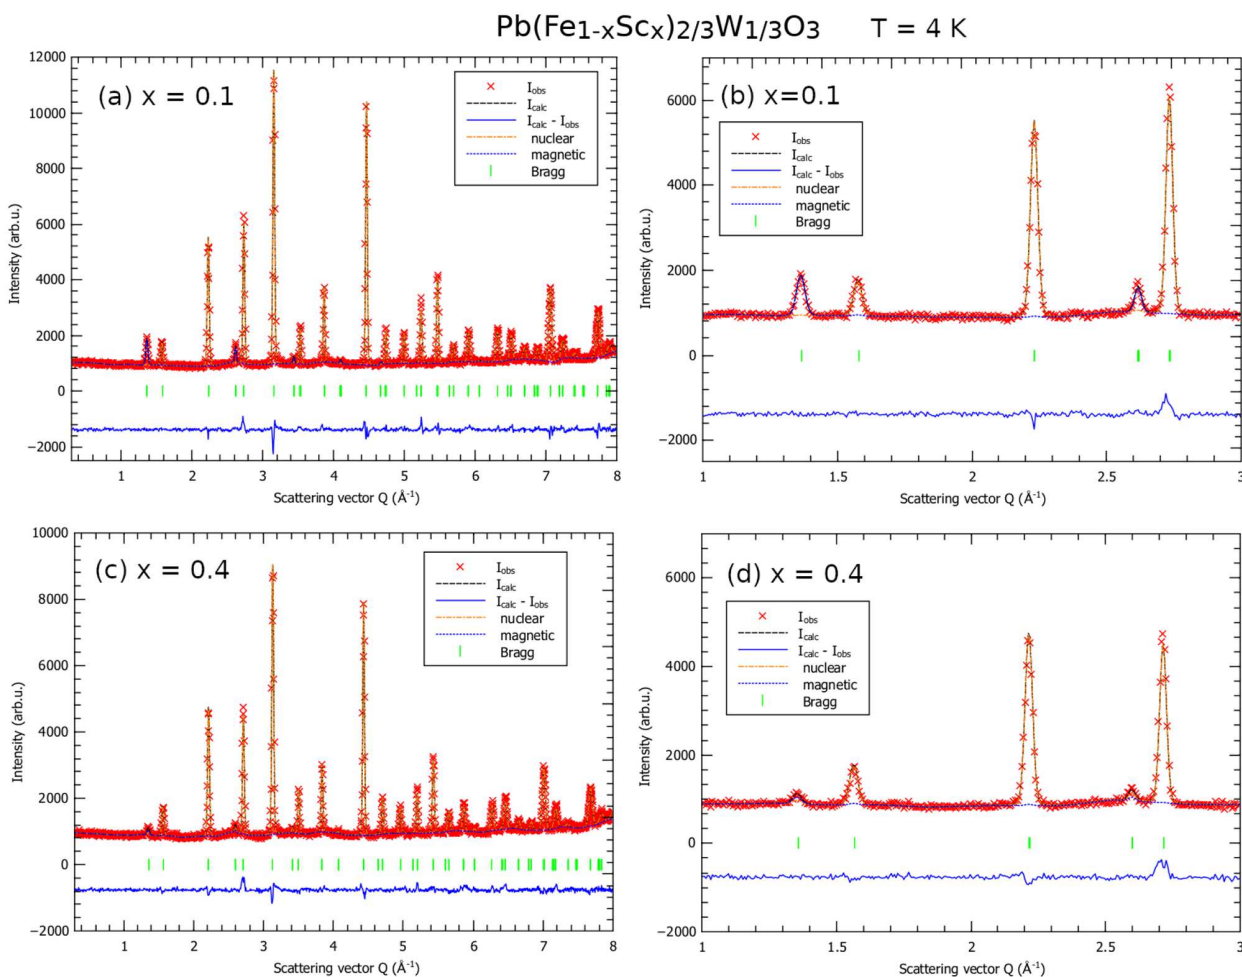 Pb(Fe1-xScx)2/3W1/3O3 T = 4 K
(a) x = 0.1
Intensity (arb.u.)
12000
10000
8000
6000
4000
2000
0
−2000
Iobs
Icalc
Icalc - Iobs
nuclear
magnetic
Bragg
1 2 3 4 5 6 7 8
Scattering vector Q (Å-1)
(b) x=0.1
Intensity (arb.u.)
6000
4000
2000
0
−2000
Iobs
Icalc
Icalc - Iobs
nuclear
magnetic
Bragg
1 1.5 2 2.5 3
Scattering vector Q (Å-1)
(c) x = 0.4
Intensity (arb.u.)
10000
8000
6000
4000
2000
0
−2000
Iobs
Icalc
Icalc - Iobs
nuclear
magnetic
Bragg
1 2 3 4 5 6 7 8
Scattering vector Q (Å-1)
(d) x = 0.4
Intensity (arb.u.)
6000
4000
2000
0
−2000
Iobs
Icalc
Icalc - Iobs
nuclear
magnetic
Bragg
1 1.5 2 2.5 3
Scattering vector Q (Å-1)